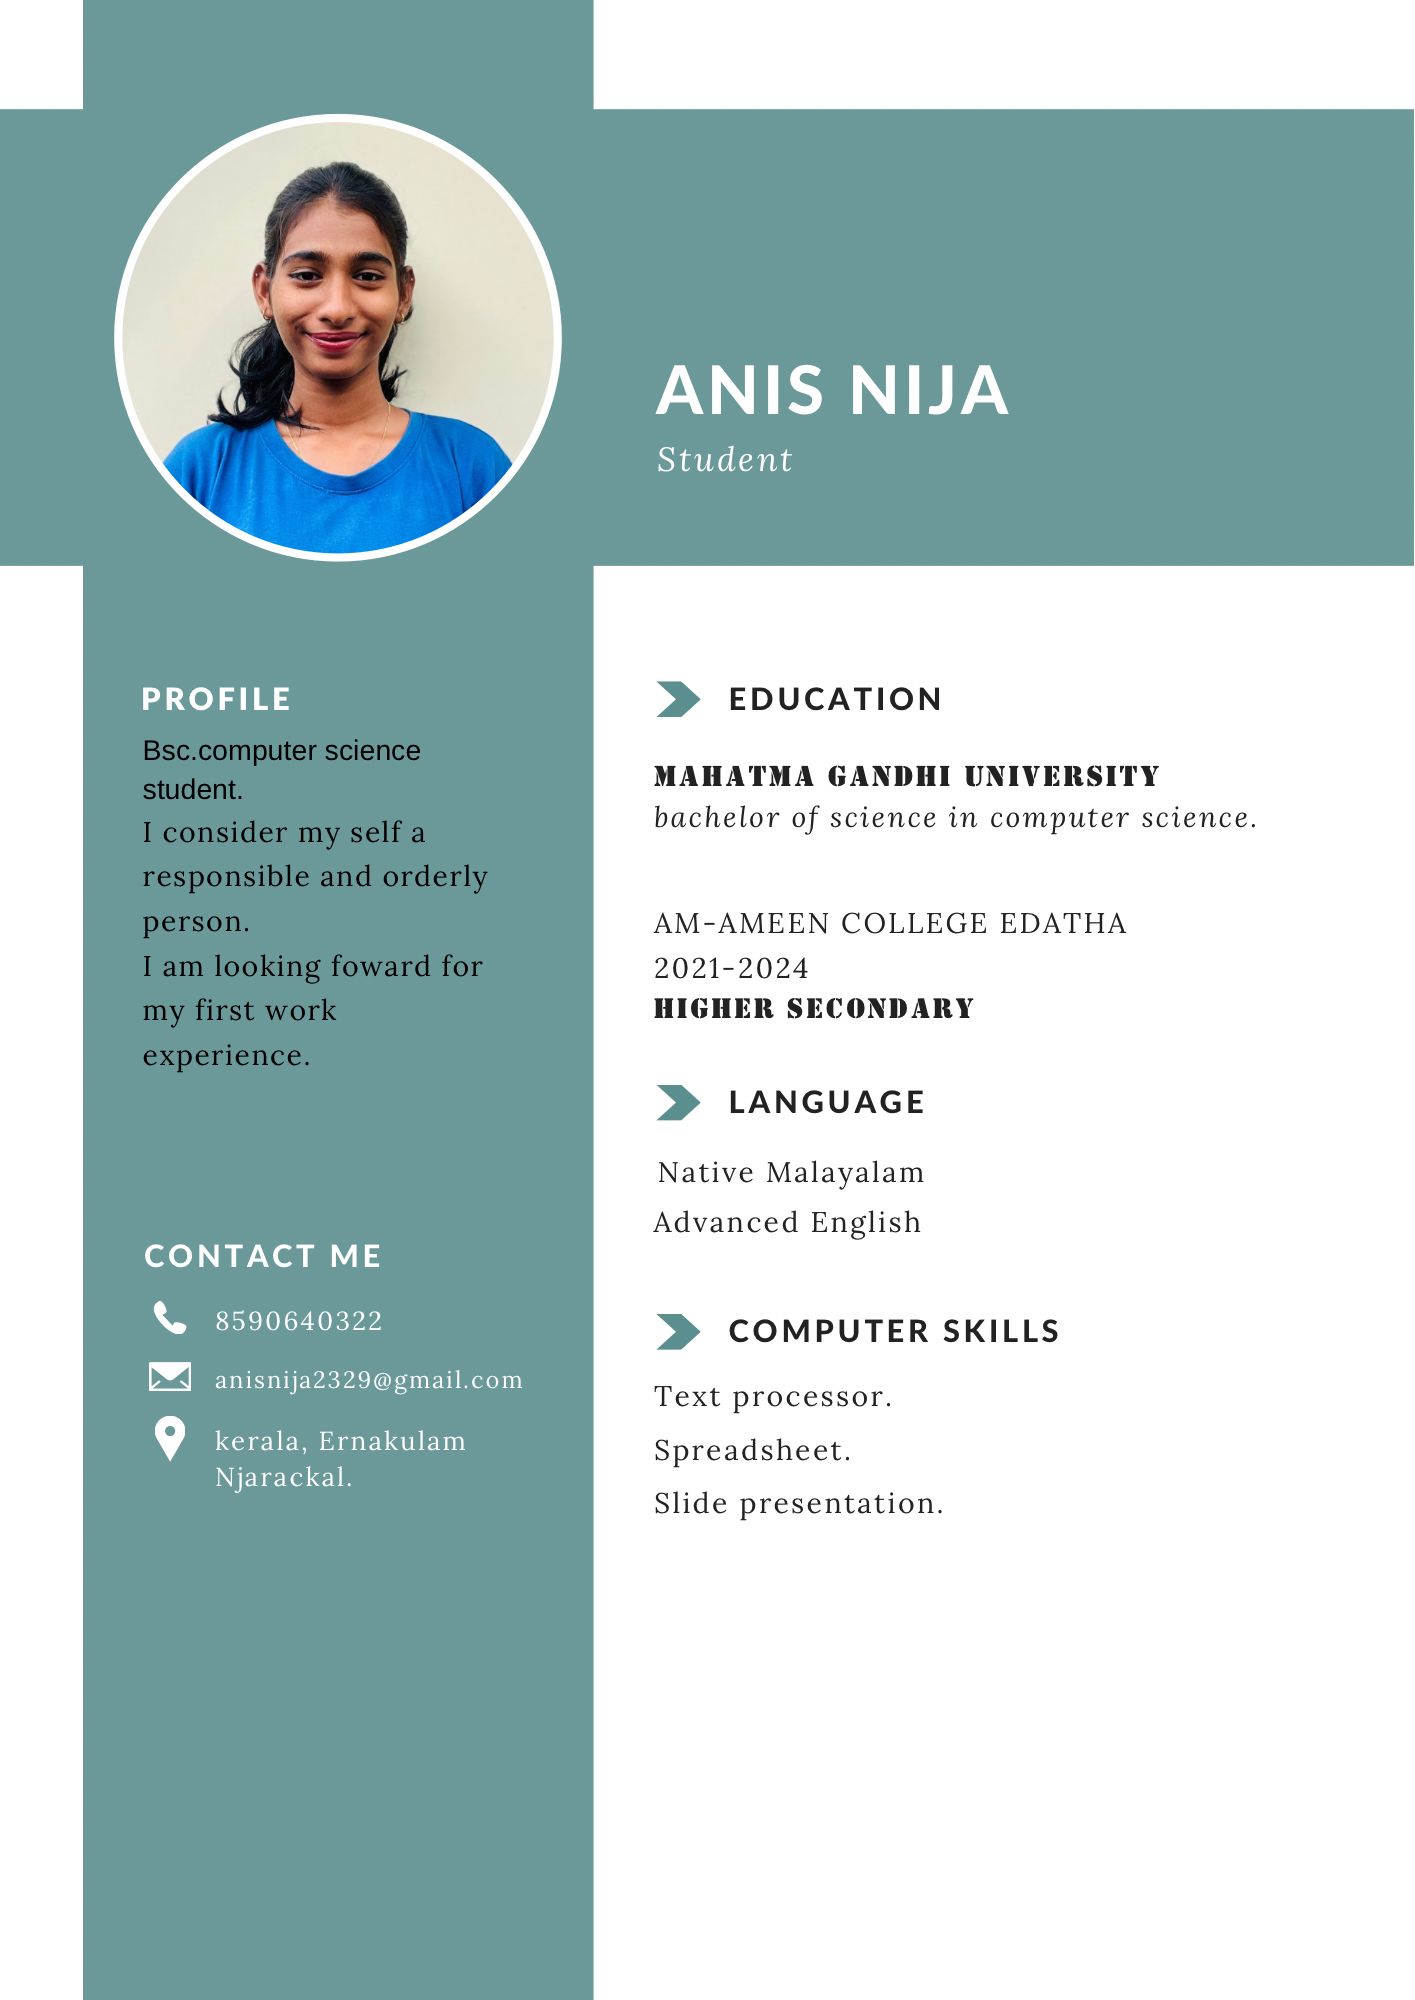 ANIS NIJA
Student
PROFILE
Bsc.computer science
student.
I consider my self a
responsible and orderly
person.
I am looking foward for
my first work
experience.
CONTACT ME
8590640322
anisnija2329@gmail.com
kerala, Ernakulam
Njarackal.
EDUCATION
MAHATMA GANDHI UNIVERSITY
bachelor of science in computer science.
AM-AMEEN COLLEGE EDATHA
2021-2024
HIGHER SECONDARY
LANGUAGE
Native Malayalam
Advanced English
COMPUTER SKILLS
Text processor.
Spreadsheet.
Slide presentation.